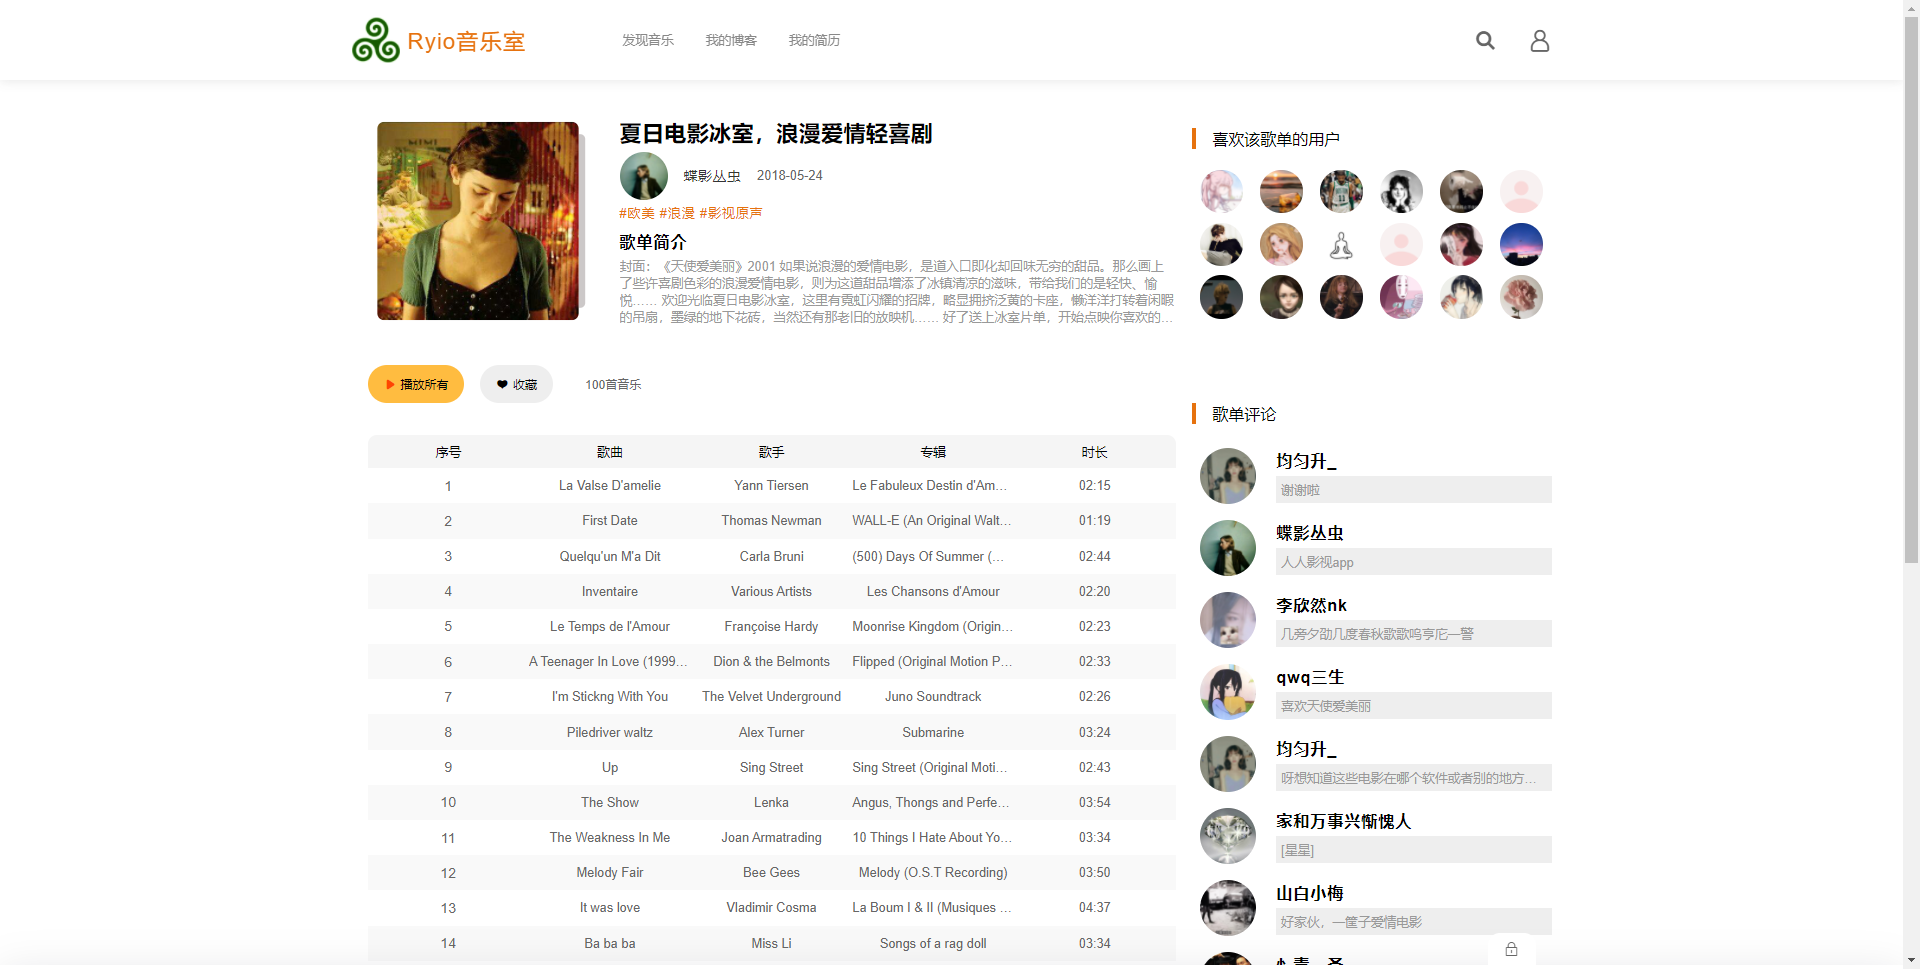 Ryio音乐室
发现音乐 我的博客 我的简历
夏日电影冰室，浪漫爱情轻喜剧
蝶影丛虫 2018-05-24
#欧美 #浪漫 #影视原声
歌单简介
封面：《天使爱美丽》2001 如果说浪漫的爱情电影，是道入口即化却回味无穷的甜品。那么画上
了些许喜剧色彩的浪漫爱情电影，则为这道甜品增添了冰镇清凉的滋味，带给我们的是轻快、愉
悦…… 欢迎光临夏日电影冰室，这里有霓虹闪耀的招牌，略显拥挤泛黄的卡座，懒洋洋打转着闲暇
的吊扇，墨绿的地下花砖，当然还有那老旧的放映机…… 好了送上冰室片单，开始点映你喜欢的...
播放所有 收藏 100首音乐
序号 歌曲 歌手 专辑 时长
1 La Valse D'amelie Yann Tiersen Le Fabuleux Destin d'Am... 02:15
2 First Date Thomas Newman WALL-E (An Original Walt... 01:19
3 Quelqu'un M'a Dit Carla Bruni (500) Days Of Summer (... 02:44
4 Inventaire Various Artists Les Chansons d'Amour 02:20
5 Le Temps de l'Amour Françoise Hardy Moonrise Kingdom (Origin... 02:23
6 A Teenager In Love (1999... Dion & the Belmonts Flipped (Original Motion P... 02:33
7 I'm Stickng With You The Velvet Underground Juno Soundtrack 02:26
8 Piledriver waltz Alex Turner Submarine 03:24
9 Up Sing Street Sing Street (Original Moti... 02:43
10 The Show Lenka Angus, Thongs and Perfe... 03:54
11 The Weakness In Me Joan Armatrading 10 Things I Hate About Yo... 03:34
12 Melody Fair Bee Gees Melody (O.S.T Recording) 03:50
13 It was love Vladimir Cosma La Boum I & II (Musiques ... 04:37
14 Ba ba ba Miss Li Songs of a rag doll 03:34
喜欢该歌单的用户
歌单评论
均匀升_
谢谢啦
蝶影丛虫
人人影视app
李欣然nk
几旁夕劭几度春秋歌歌鸣亨庀一警
qwq三生
喜欢天使爱美丽
均匀升_
呀想知道这些电影在哪个软件或者别的地方...
家和万事兴惭愧人
[星星]
山白小梅
好家伙，一筐子爱情电影